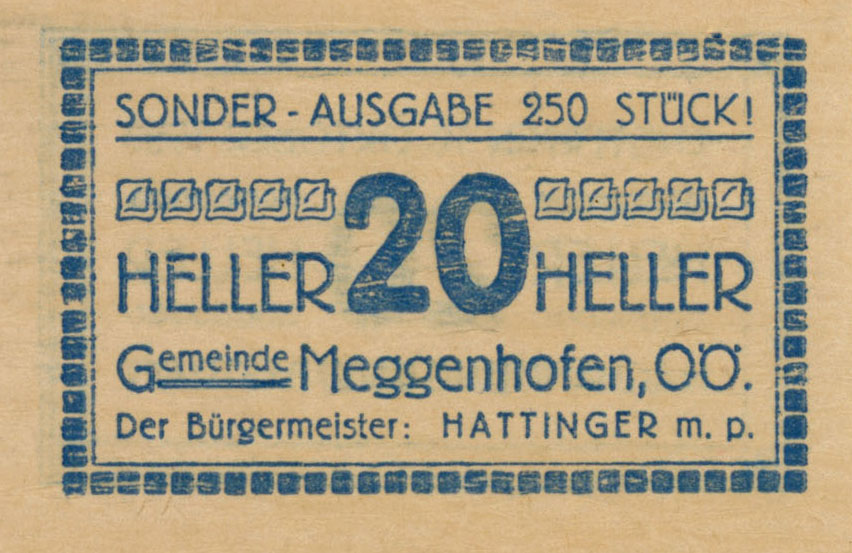 SONDER - AUSGABE 250 STÜCK!
HELLER 20 HELLER
Gemeinde Meggenhofen, OÖ.
Der Bürgermeister: HATTINGER m. p.